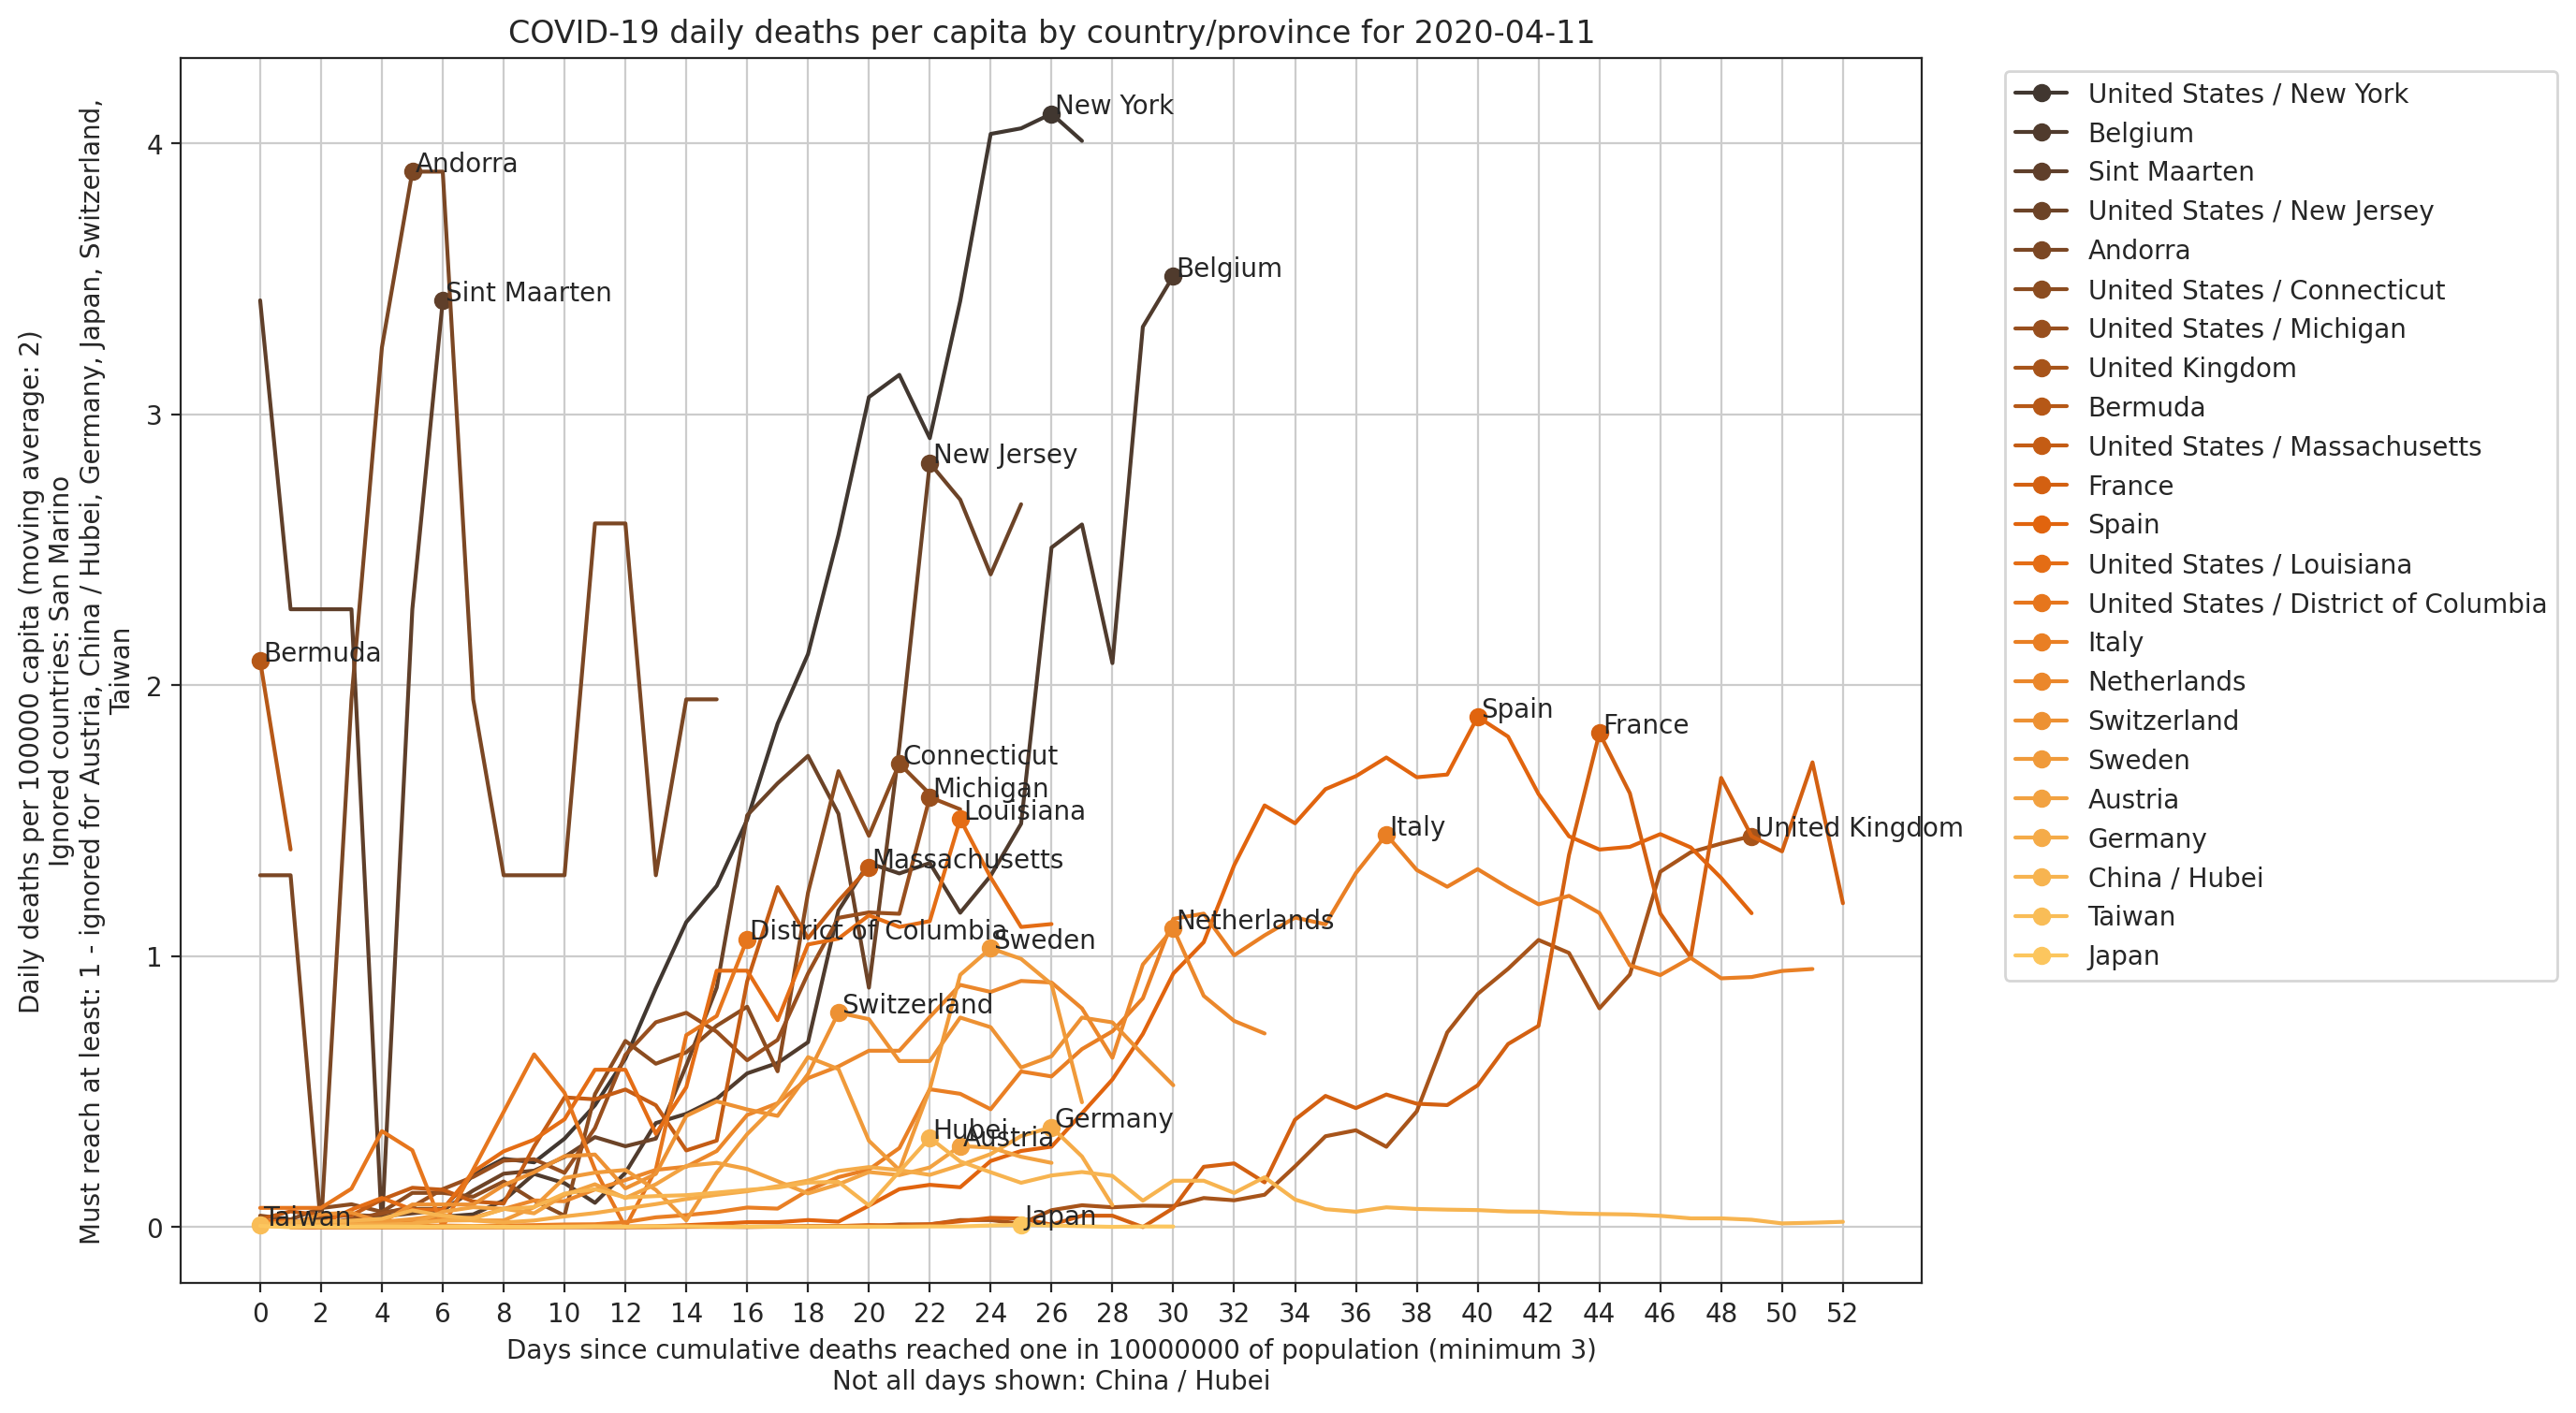 COVID-19 daily deaths per capita by country/province for 2020-04-11
Daily deaths per 100000 capita (moving average: 2)
Ignored countries: San Marino
Must reach at least: 1 - ignored for Austria, China / Hubei, Germany, Japan, Switzerland,
Taiwan
4
3
2
1
0
New York
Andorra
Sint Maarten
Belgium
New Jersey
Bermuda
Spain
France
Connecticut
Michigan
Louisiana
Italy
United Kingdom
Massachusetts
District of Columbia
Netherlands
Sweden
Switzerland
Germany
Hubei
Austria
Taiwan
Japan
0 2 4 6 8 10 12 14 16 18 20 22 24 26 28 30 32 34 36 38 40 42 44 46 48 50 52
Days since cumulative deaths reached one in 10000000 of population (minimum 3)
Not all days shown: China / Hubei
United States / New York
Belgium
Sint Maarten
United States / New Jersey
Andorra
United States / Connecticut
United States / Michigan
United Kingdom
Bermuda
United States / Massachusetts
France
Spain
United States / Louisiana
United States / District of Columbia
Italy
Netherlands
Switzerland
Sweden
Austria
Germany
China / Hubei
Taiwan
Japan